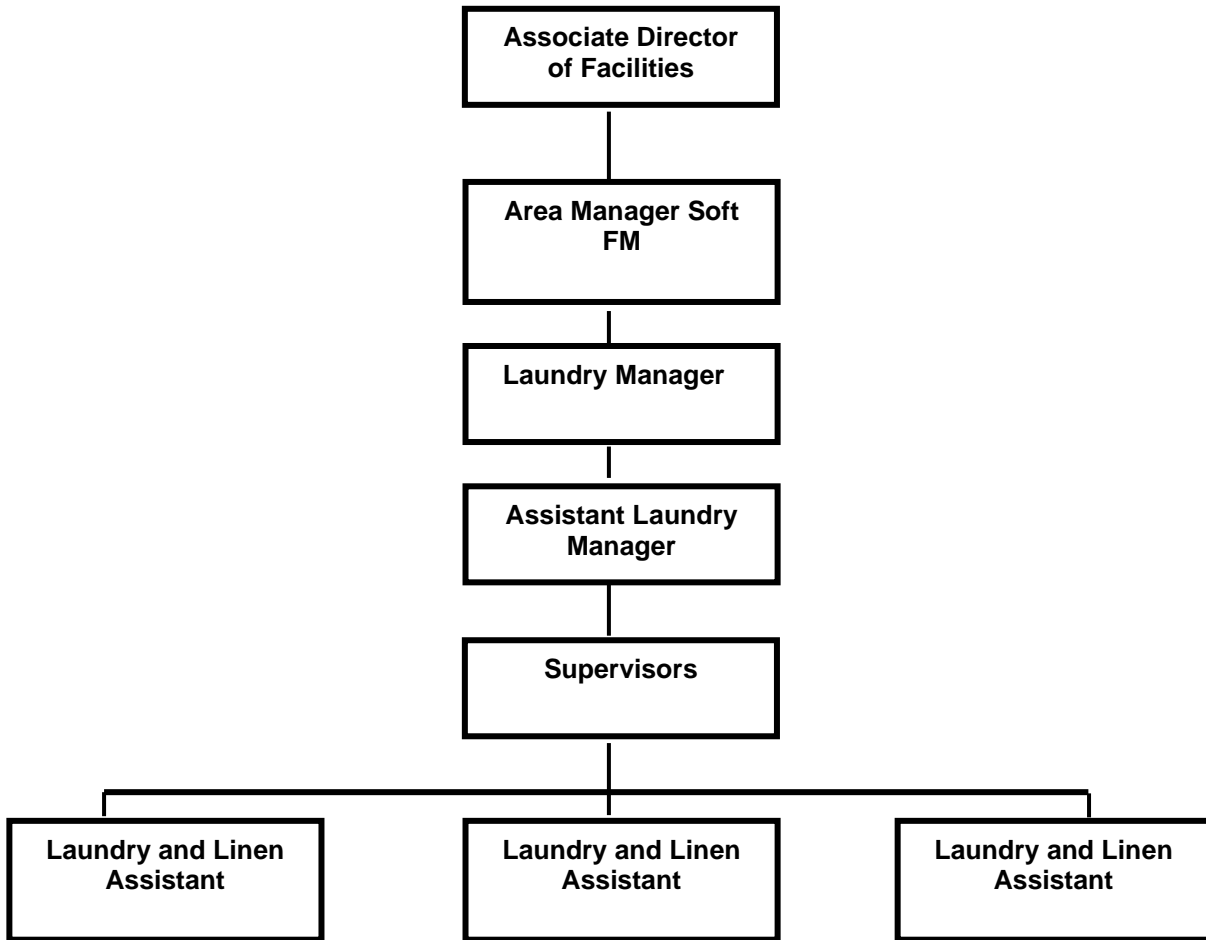 Associate Director
of Facilities
Area Manager Soft
FM
Laundry Manager
Assistant Laundry
Manager
Supervisors
Laundry and Linen
Assistant
Laundry and Linen
Assistant
Laundry and Linen
Assistant